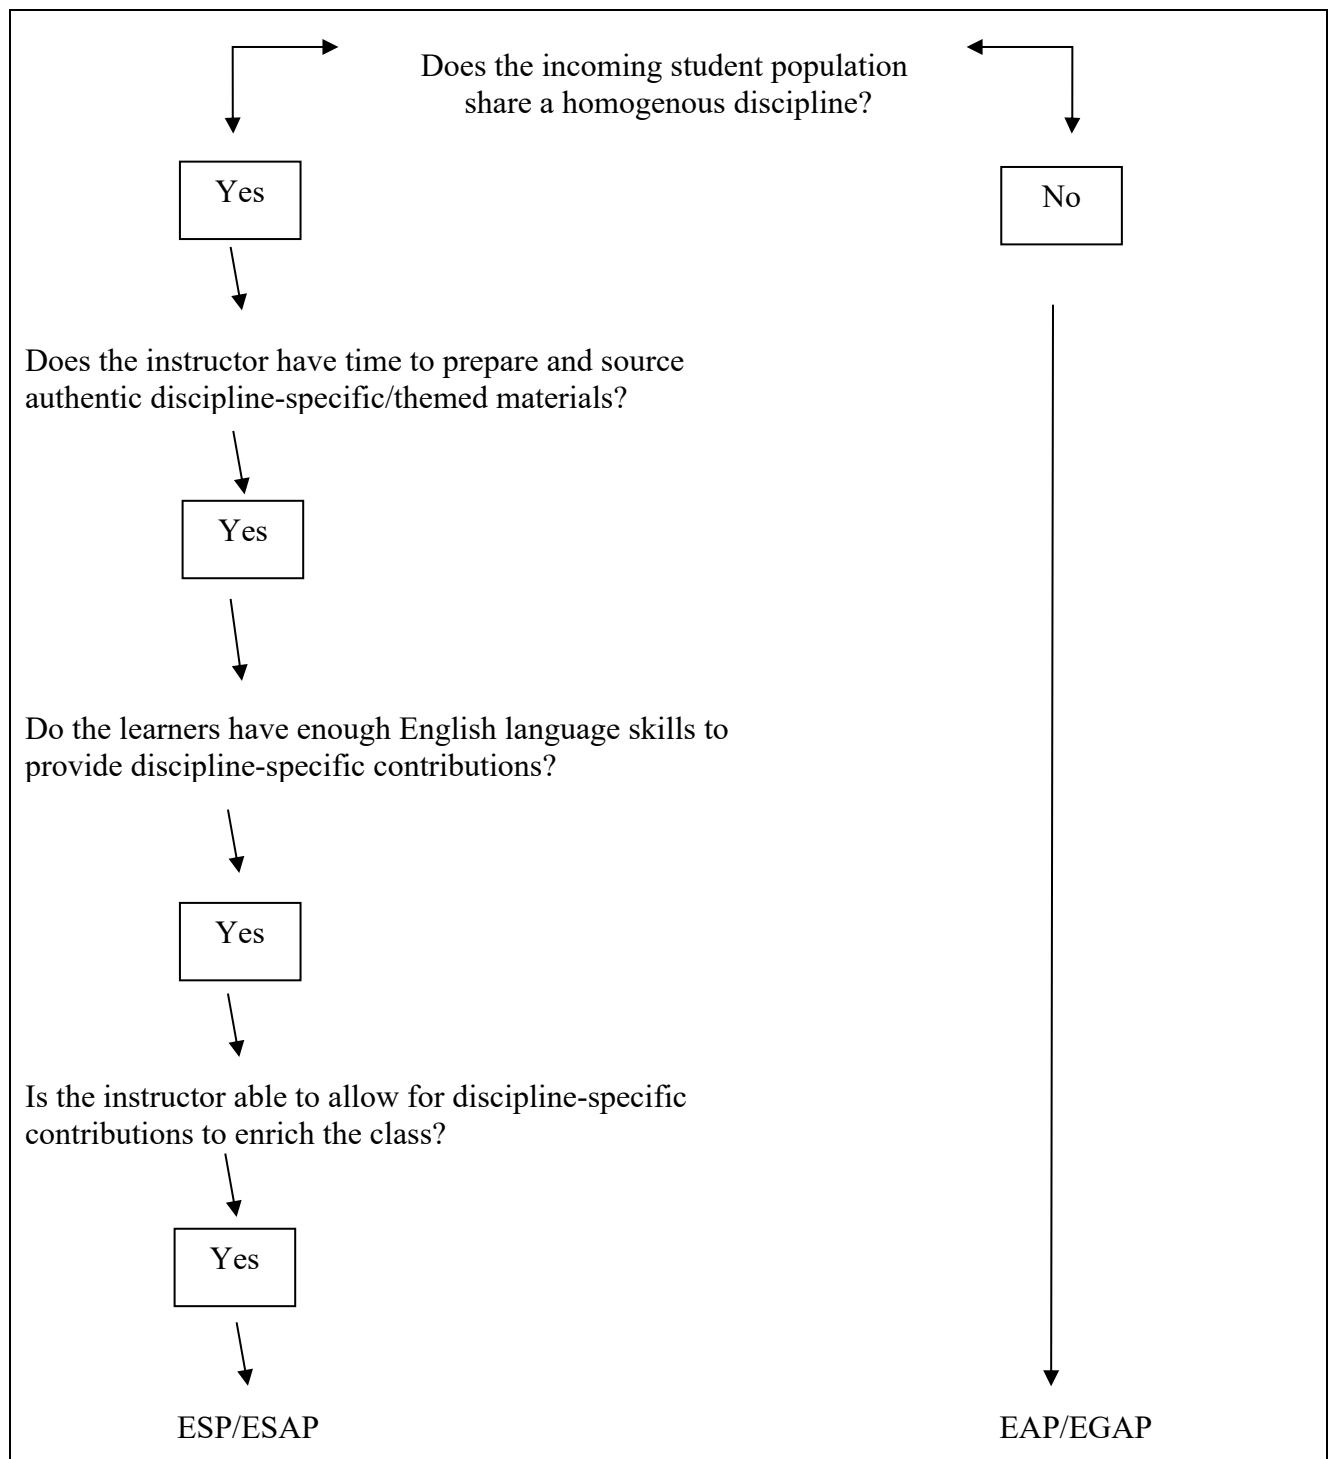 Does the incoming student population
share a homogenous discipline?
Yes
No
Does the instructor have time to prepare and source
authentic discipline-specific/themed materials?
Yes
Do the learners have enough English language skills to
provide discipline-specific contributions?
Yes
Is the instructor able to allow for discipline-specific
contributions to enrich the class?
Yes
ESP/ESAP
EAP/EGAP